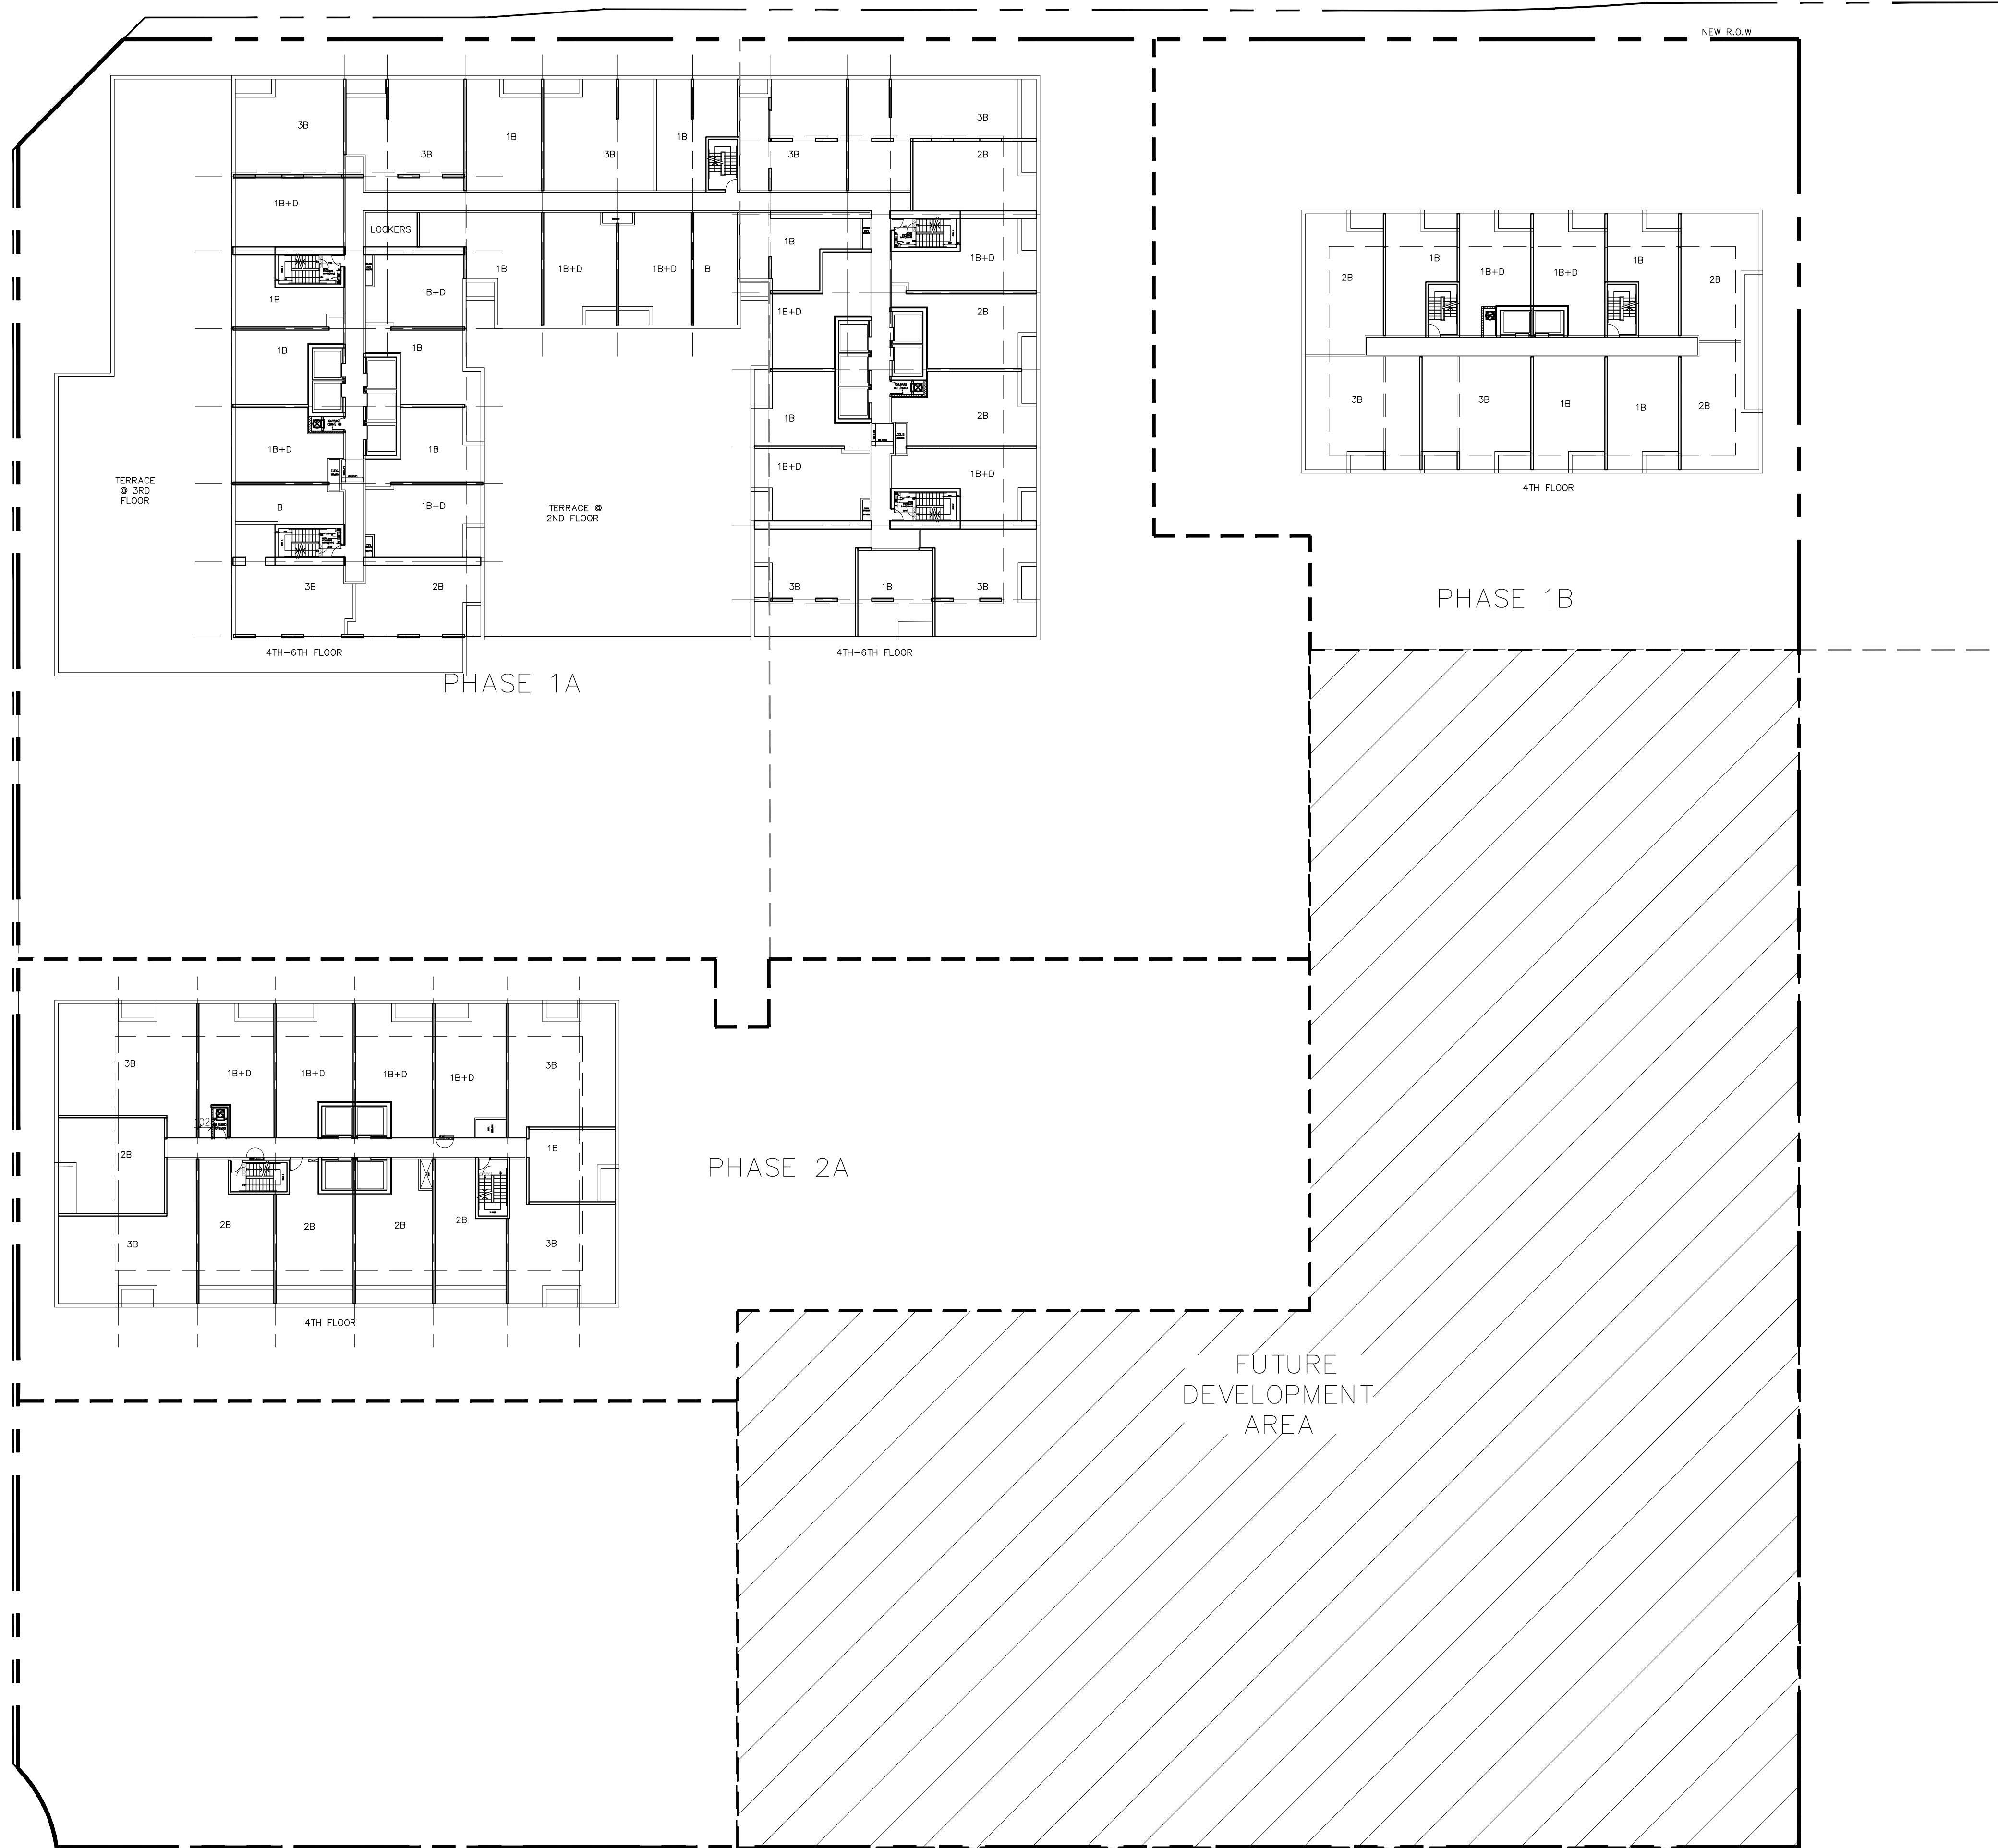 NEW R.O.W
3B
3B
1B
3B
1B
3B
3B
2B
1B+D
LOCKERS
1B
1B+D
1B+D
B
1B
1B+D
1B
1B+D
1B+D
2B
1B
1B
1B
2B
1B+D
1B
1B+D
1B+D
B
1B+D
TERRACE
@ 3RD
FLOOR
TERRACE @
2ND FLOOR
3B
2B
3B
1B
3B
4TH-6TH FLOOR
4TH-6TH FLOOR
PHASE 1A
2B
1B
1B+D
1B+D
1B
2B
3B
3B
1B
1B
2B
4TH FLOOR
PHASE 1B
3B
1B+D
1B+D
1B+D
1B+D
3B
2B
1B
3B
2B
2B
2B
2B
3B
4TH FLOOR
PHASE 2A
FUTURE
DEVELOPMENT
AREA